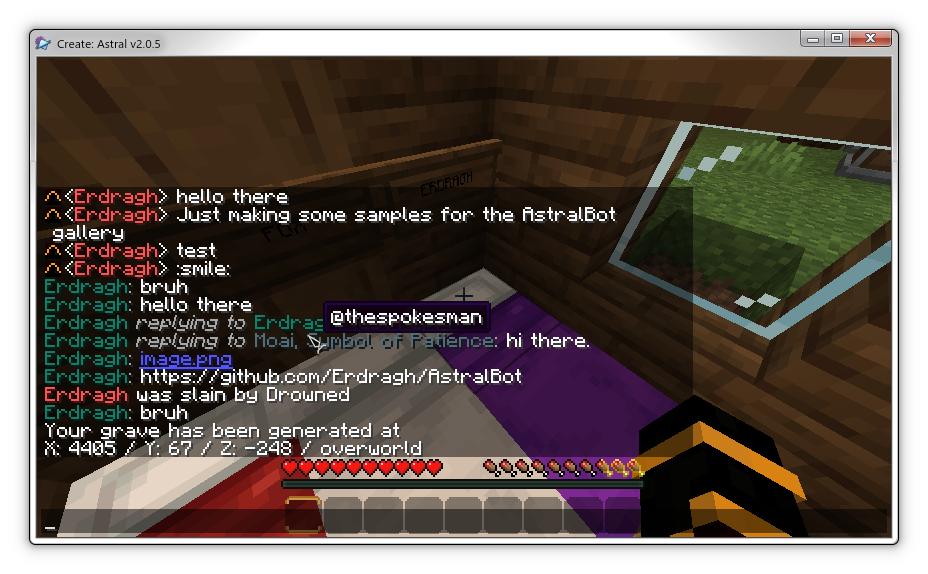 Create: Astral v2.0.5
ERDRAGH
FOX
<Erdragh> hello there
<Erdragh> Just making some samples for the AstralBot
gallery
<Erdragh> test
<Erdragh> :smile:
Erdragh: bruh
Erdragh: hello there
Erdragh replying to Erdrag
@thespokesman
Erdragh replying to Moai, Symbol of Patience: hi there.
Erdragh: image.png
Erdragh: https://github.com/Erdragh/AstralBot
Erdragh was slain by Drowned
Erdragh: bruh
Your grave has been generated at
X: 4405 / Y: 67 / Z: -248 / overworld
_